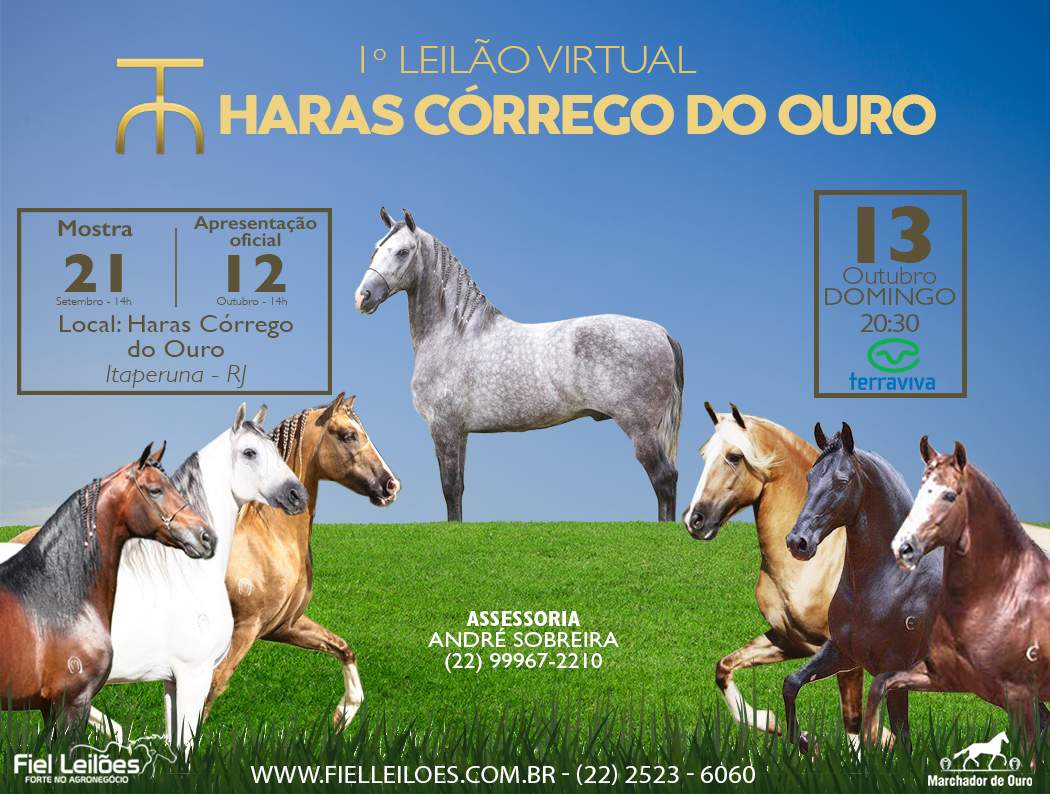 1º LEILÃO VIRTUAL
HARAS CÓRREGO DO OURO
Mostra
21
Setembro - 14h
Apresentação
oficial
12
Outubro - 14h
Local: Haras Córrego
do Ouro
Itaperuna - RJ
13
Outubro
DOMINGO
20:30
terraviva
ASSESSORIA
ANDRÉ SOBREIRA
(22) 99967-2210
Fiel Leilões
FORTE NO AGRONEGÓCIO
WWW.FIELLEILOES.COM.BR - (22) 2523 - 6060
Marchador de Ouro